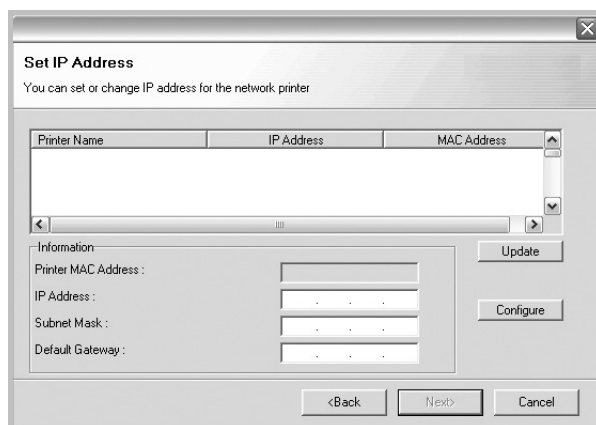 Set IP Address
You can set or change IP address for the network printer
Printer Name IP Address MAC Address
Information
Printer MAC Address :
IP Address :
Subnet Mask :
Default Gateway :
Update
Configure
<Back Next> Cancel